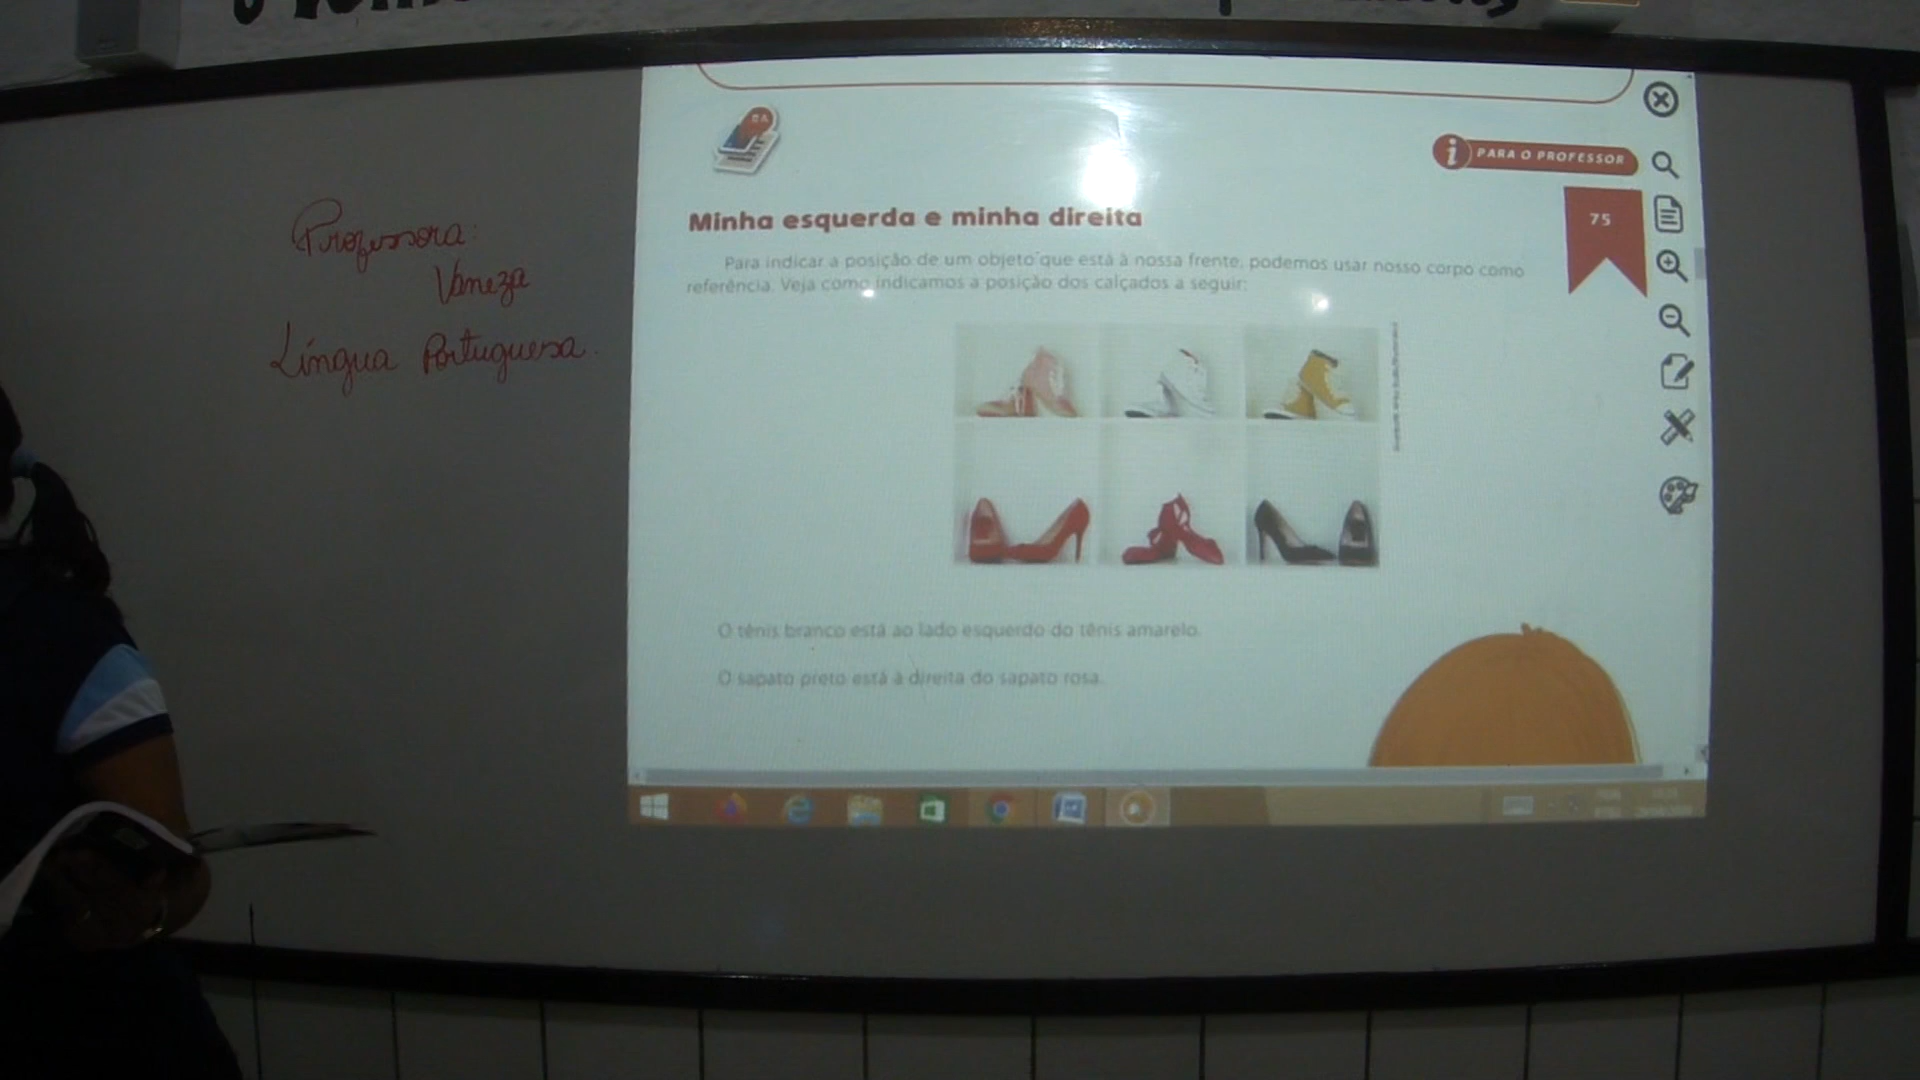 Professora:
Vaneza
Língua Portuguesa.
PARA O PROFESSOR
75
Minha esquerda e minha direita
Para indicar a posição de um objeto que está à nossa frente, podemos usar nosso corpo como
referência. Veja como indicamos a posição dos calçados a seguir:
O tênis branco está ao lado esquerdo do tênis amarelo.
O sapato preto está à direita do sapato rosa.